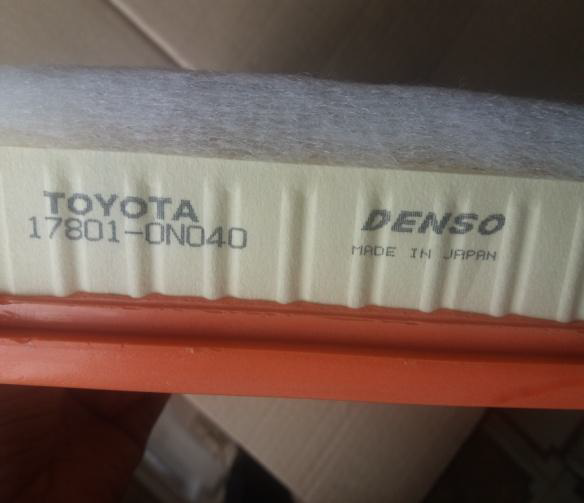 TOYOTA
17801-0N040
DENSO
MADE IN JAPAN